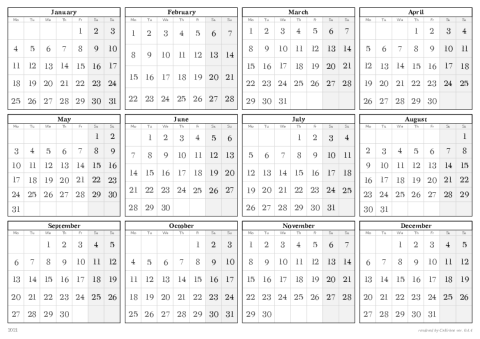 January
Mo Tu We Th Fr Sa Su
1 2 3
4 5 6 7 8 9 10
11 12 13 14 15 16 17
18 19 20 21 22 23 24
25 26 27 28 29 30 31
February
Mo Tu We Th Fr Sa Su
1 2 3 4 5 6 7
8 9 10 11 12 13 14
15 16 17 18 19 20 21
22 23 24 25 26 27 28
March
Mo Tu We Th Fr Sa Su
1 2 3 4 5 6 7
8 9 10 11 12 13 14
15 16 17 18 19 20 21
22 23 24 25 26 27 28
29 30 31
April
Mo Tu We Th Fr Sa Su
1 2 3 4
5 6 7 8 9 10 11
12 13 14 15 16 17 18
19 20 21 22 23 24 25
26 27 28 29 30
May
Mo Tu We Th Fr Sa Su
1 2
3 4 5 6 7 8 9
10 11 12 13 14 15 16
17 18 19 20 21 22 23
24 25 26 27 28 29 30
31
June
Mo Tu We Th Fr Sa Su
1 2 3 4 5 6
7 8 9 10 11 12 13
14 15 16 17 18 19 20
21 22 23 24 25 26 27
28 29 30
July
Mo Tu We Th Fr Sa Su
1 2 3 4
5 6 7 8 9 10 11
12 13 14 15 16 17 18
19 20 21 22 23 24 25
26 27 28 29 30 31
August
Mo Tu We Th Fr Sa Su
1
2 3 4 5 6 7 8
9 10 11 12 13 14 15
16 17 18 19 20 21 22
23 24 25 26 27 28 29
30 31
September
Mo Tu We Th Fr Sa Su
1 2 3 4 5
6 7 8 9 10 11 12
13 14 15 16 17 18 19
20 21 22 23 24 25 26
27 28 29 30
October
Mo Tu We Th Fr Sa Su
1 2 3
4 5 6 7 8 9 10
11 12 13 14 15 16 17
18 19 20 21 22 23 24
25 26 27 28 29 30 31
November
Mo Tu We Th Fr Sa Su
1 2 3 4 5 6 7
8 9 10 11 12 13 14
15 16 17 18 19 20 21
22 23 24 25 26 27 28
29 30
December
Mo Tu We Th Fr Sa Su
1 2 3 4 5
6 7 8 9 10 11 12
13 14 15 16 17 18 19
20 21 22 23 24 25 26
27 28 29 30 31
2021
created by